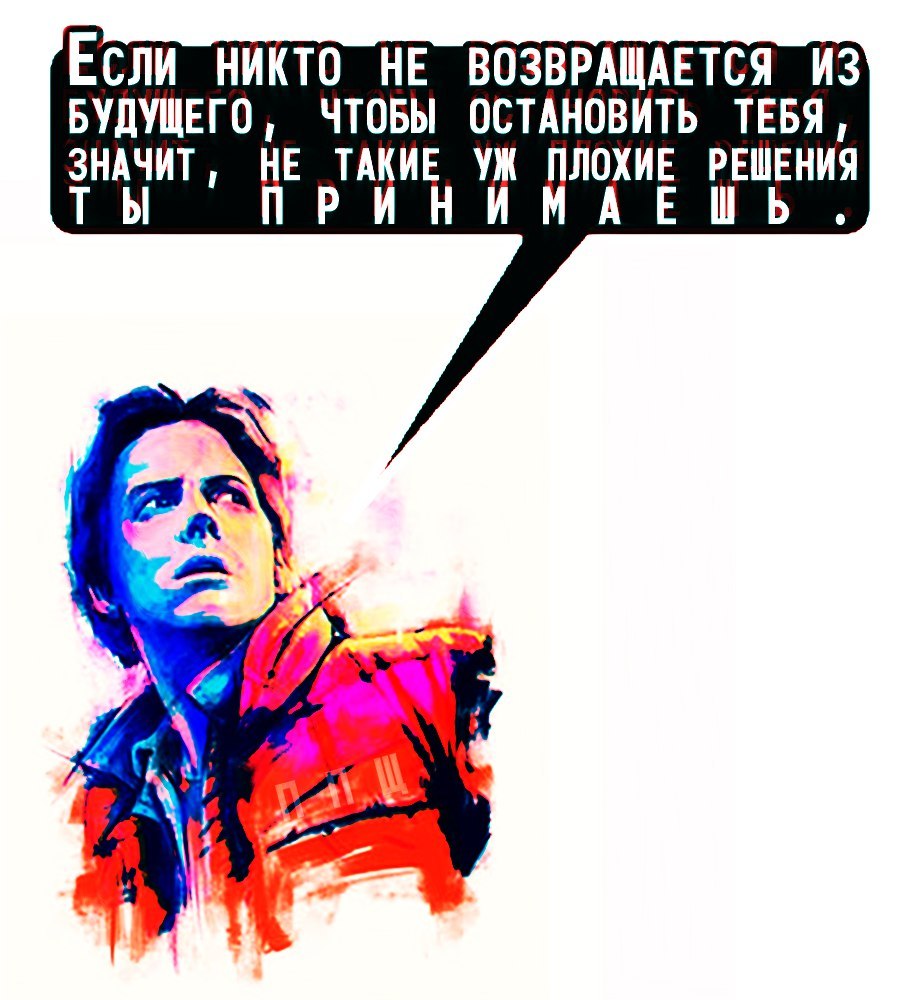 Если никто не возвращается из
будущего, чтобы остановить тебя,
значит, не такие уж плохие решения
ты принимаешь.